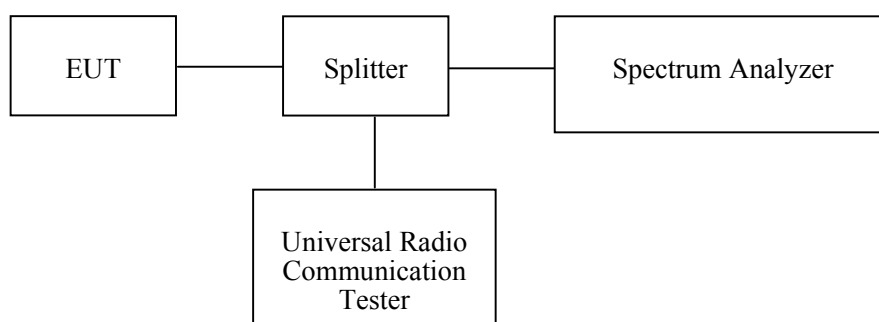 EUT
Splitter
Spectrum Analyzer
Universal Radio
Communication
Tester